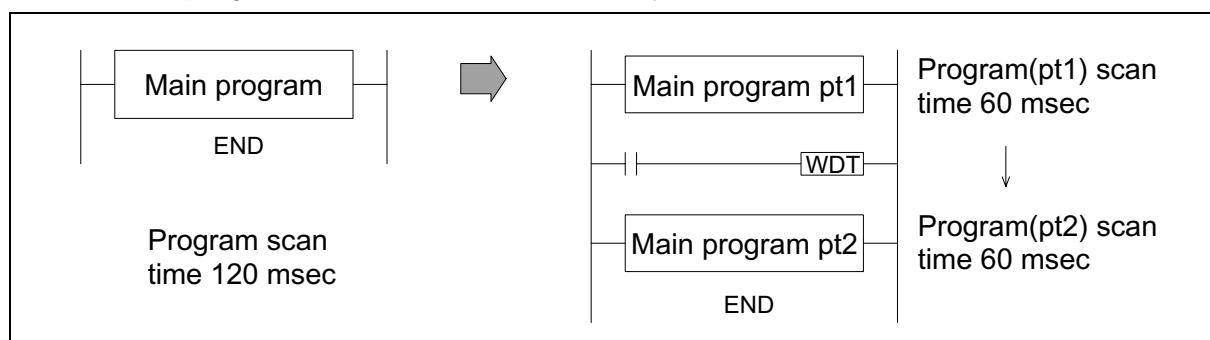 Main program
END
Program scan
time 120 msec
Main program pt1
WDT
Main program pt2
END
Program(pt1) scan
time 60 msec
Program(pt2) scan
time 60 msec